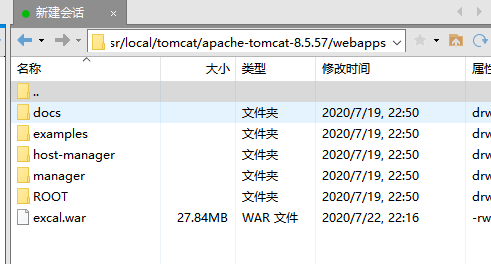 新建会话
sr/local/tomcat/apache-tomcat-8.5.57/webapps
名称 大小 类型 修改时间 属
..
docs 文件夹 2020/7/19, 22:50 drw
examples 文件夹 2020/7/19, 22:50 drw
host-manager 文件夹 2020/7/19, 22:50 drw
manager 文件夹 2020/7/19, 22:50 drw
ROOT 文件夹 2020/7/19, 22:50 drw
excal.war 27.84MB WAR 文件 2020/7/22, 22:16 -rw